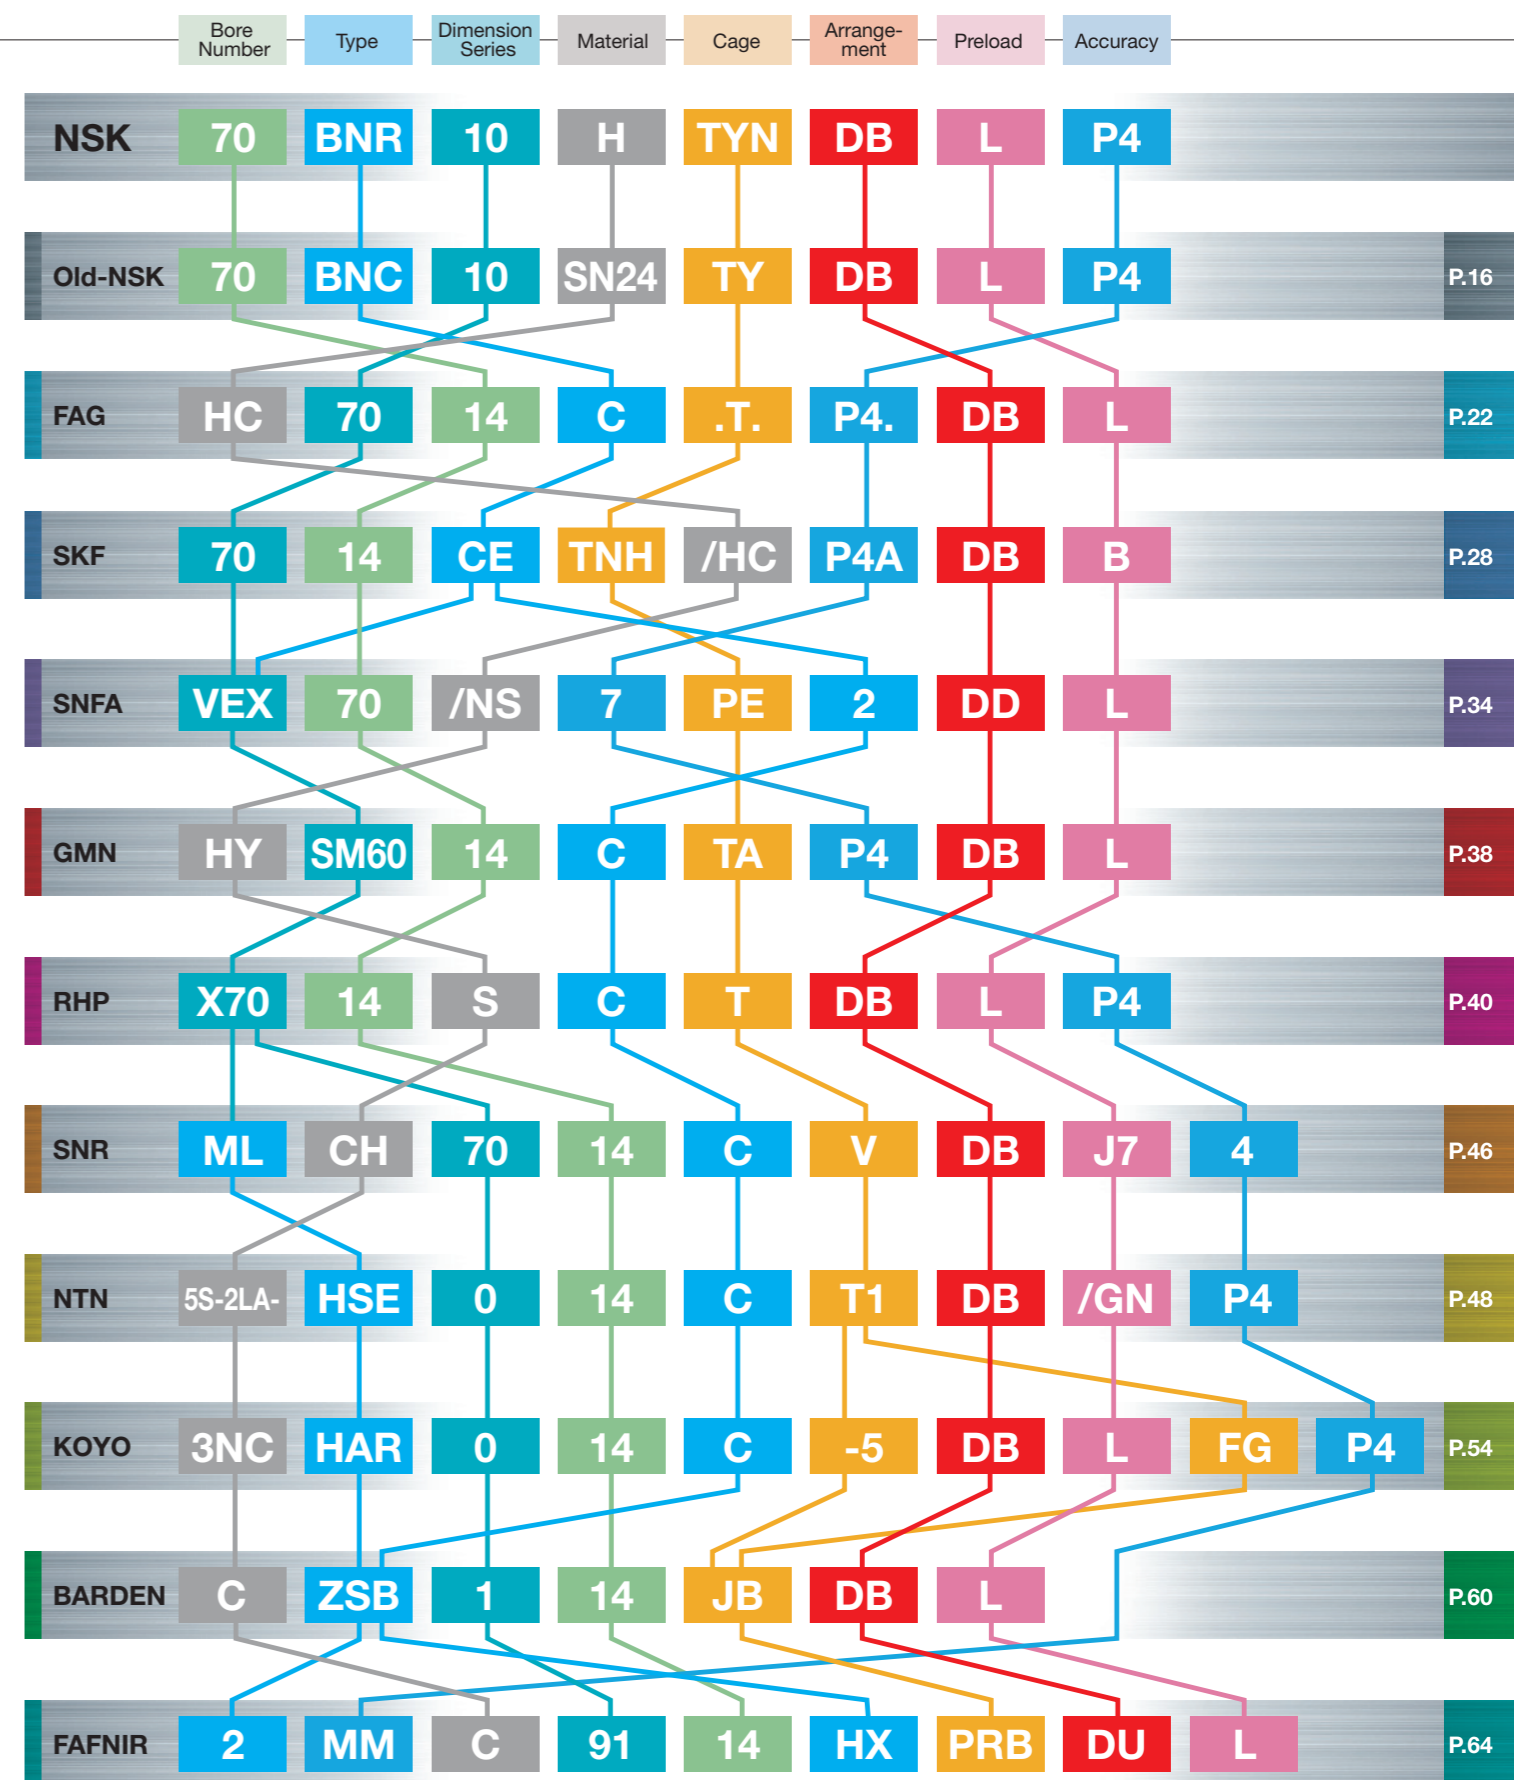 Bore Number Type Dimension Series Material Cage Arrange-ment Preload Accuracy
NSK 70 BNR 10 H TYN DB L P4
Old-NSK 70 BNC 10 SN24 TY DB L P4 P.16
FAG HC 70 14 C .T. P4. DB L P.22
SKF 70 14 CE TNH /HC P4A DB B P.28
SNFA VEX 70 /NS 7 PE 2 DD L P.34
GMN HY SM60 14 C TA P4 DB L P.38
RHP X70 14 S C T DB L P4 P.40
SNR ML CH 70 14 C V DB J7 4 P.46
NTN 5S-2LA- HSE 0 14 C T1 DB /GN P4 P.48
KOYO 3NC HAR 0 14 C -5 DB L FG P4 P.54
BARDEN C ZSB 1 14 JB DB L P.60
FAFNIR 2 MM C 91 14 HX PRB DU L P.64